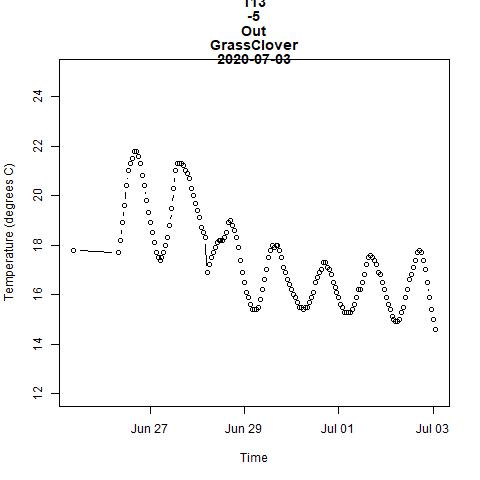 113
-5
Out
GrassClover
2020-07-03
Temperature (degrees C)
24
22
20
18
16
14
12
Jun 27
Jun 29
Jul 01
Jul 03
Time